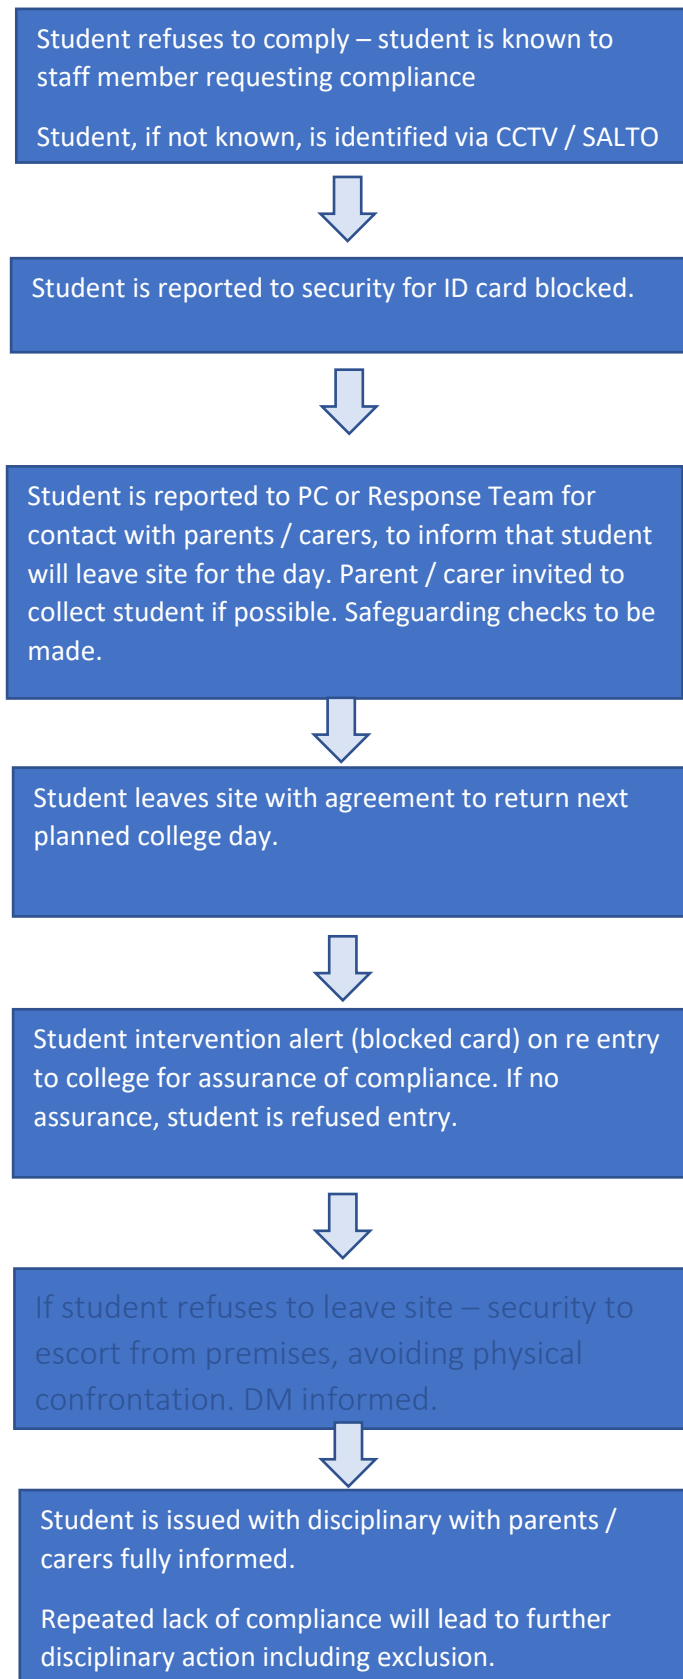 Student refuses to comply – student is known to
staff member requesting compliance
Student, if not known, is identified via CCTV / SALTO
Student is reported to security for ID card blocked.
Student is reported to PC or Response Team for
contact with parents / carers, to inform that student
will leave site for the day. Parent / carer invited to
collect student if possible. Safeguarding checks to be
made.
Student leaves site with agreement to return next
planned college day.
Student intervention alert (blocked card) on re entry
to college for assurance of compliance. If no
assurance, student is refused entry.
If student refuses to leave site – security to
escort from premises, avoiding physical
confrontation. DM informed.
Student is issued with disciplinary with parents /
carers fully informed.
Repeated lack of compliance will lead to further
disciplinary action including exclusion.